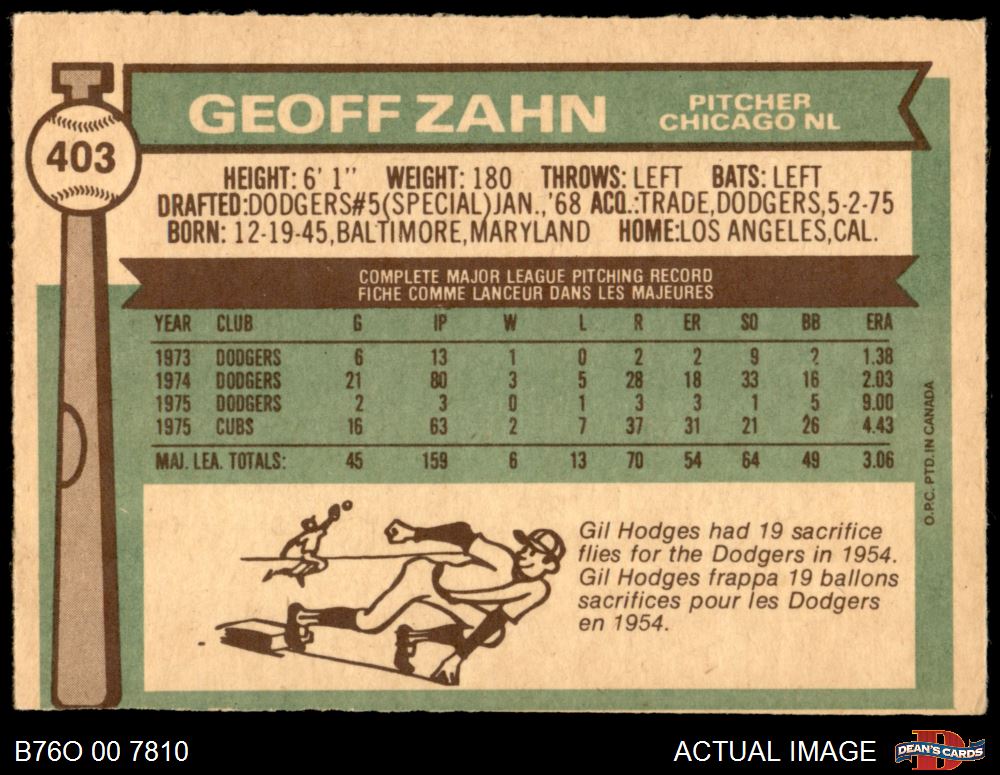 GEOFF ZAHN
PITCHER
CHICAGO NL
403
HEIGHT: 6' 1" WEIGHT: 180 THROWS: LEFT BATS: LEFT
DRAFTED:DODGERS#5(SPECIAL)JAN.,'68 ACQ.:TRADE,DODGERS,5-2-75
BORN: 12-19-45,BALTIMORE,MARYLAND HOME:LOS ANGELES,CAL.
COMPLETE MAJOR LEAGUE PITCHING RECORD
FICHE COMME LANCEUR DANS LES MAJEURES
YEAR CLUB G IP W L R ER SO BB ERA
1973 DODGERS 6 13 1 0 2 2 9 2 1.38
1974 DODGERS 21 80 3 5 28 18 33 16 2.03
1975 DODGERS 2 3 0 1 3 3 1 5 9.00
1975 CUBS 16 63 2 7 37 31 21 26 4.43
MAJ. LEA. TOTALS: 45 159 6 13 70 54 64 49 3.06
O.P.C. PTD. IN CANADA
Gil Hodges had 19 sacrifice
flies for the Dodgers in 1954.
Gil Hodges frappa 19 ballons
sacrifices pour les Dodgers
en 1954.
B76O 00 7810
ACTUAL IMAGE
B
DEAN'S CARDS